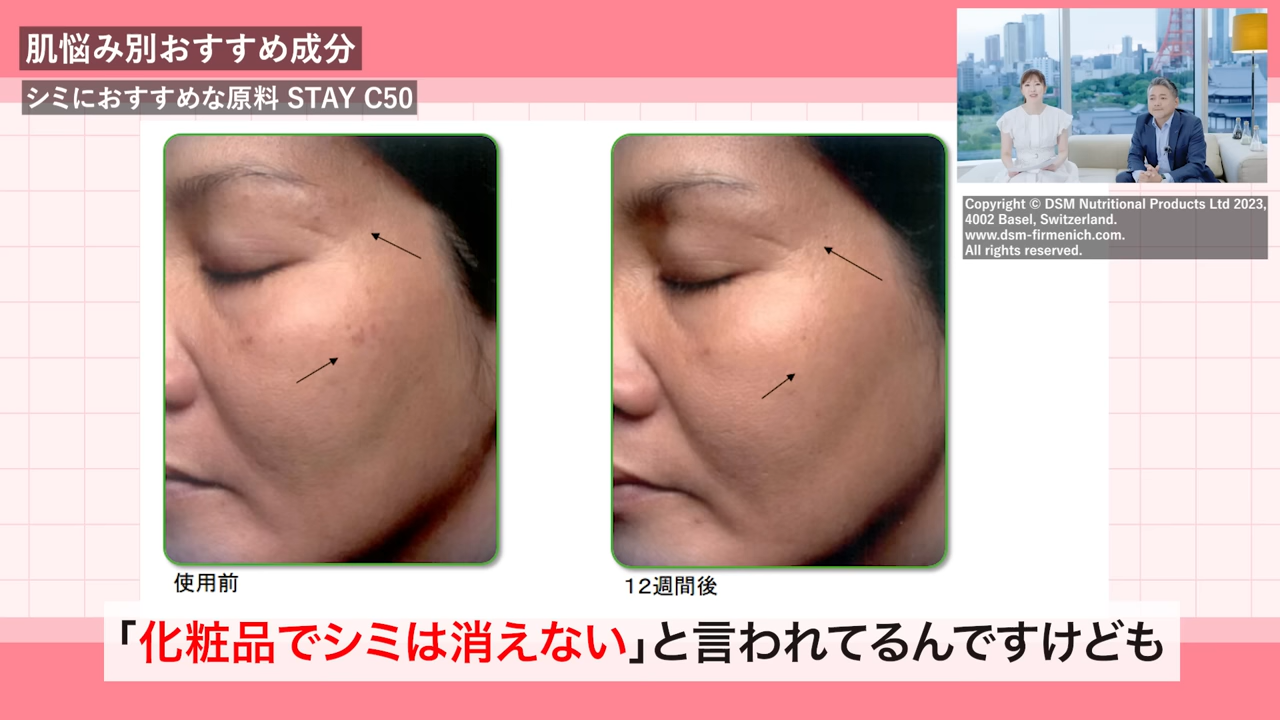 肌悩み別おすすめ成分
シミにおすすめな原料 STAY C50
Copyright © DSM Nutritional Products Ltd 2023,
4002 Basel, Switzerland.
www.dsm-firmenich.com.
All rights reserved.
使用前
12週間後
「化粧品でシミは消えない」と言われてるんですけども